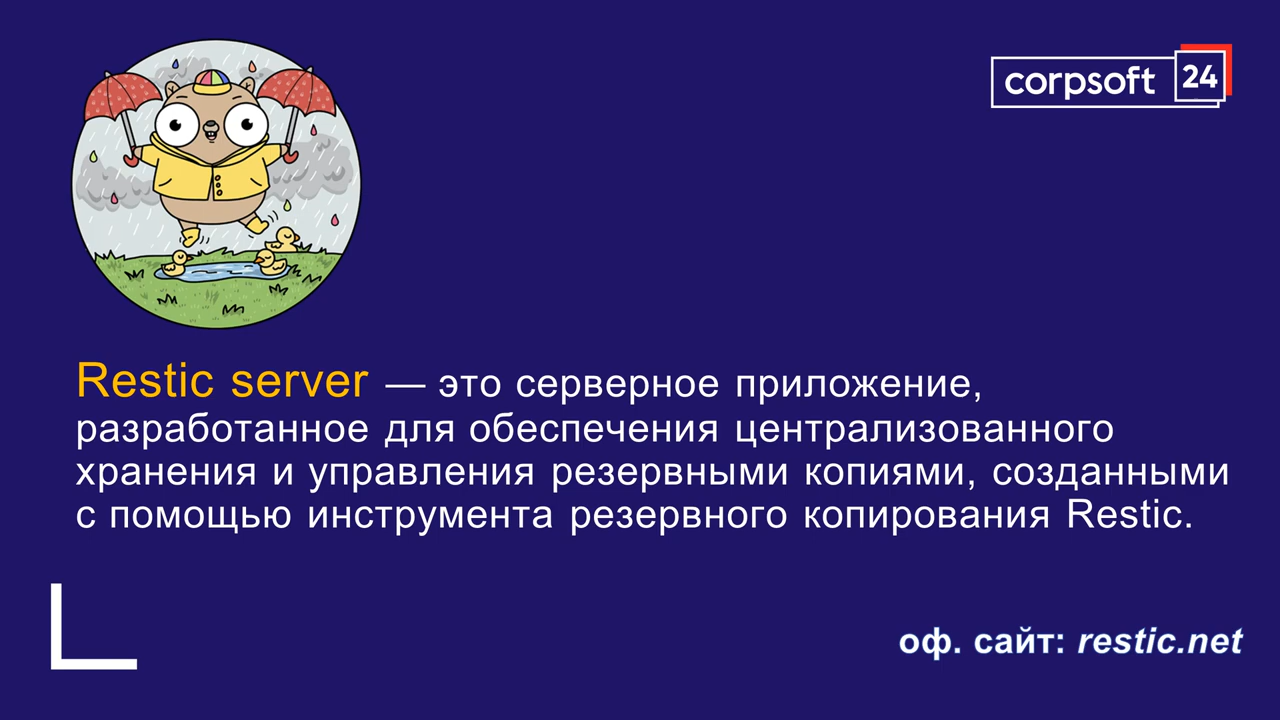 corpsoft 24
Restic server — это серверное приложение,
разработанное для обеспечения централизованного
хранения и управления резервными копиями, созданными
с помощью инструмента резервного копирования Restic.
оф. сайт: restic.net